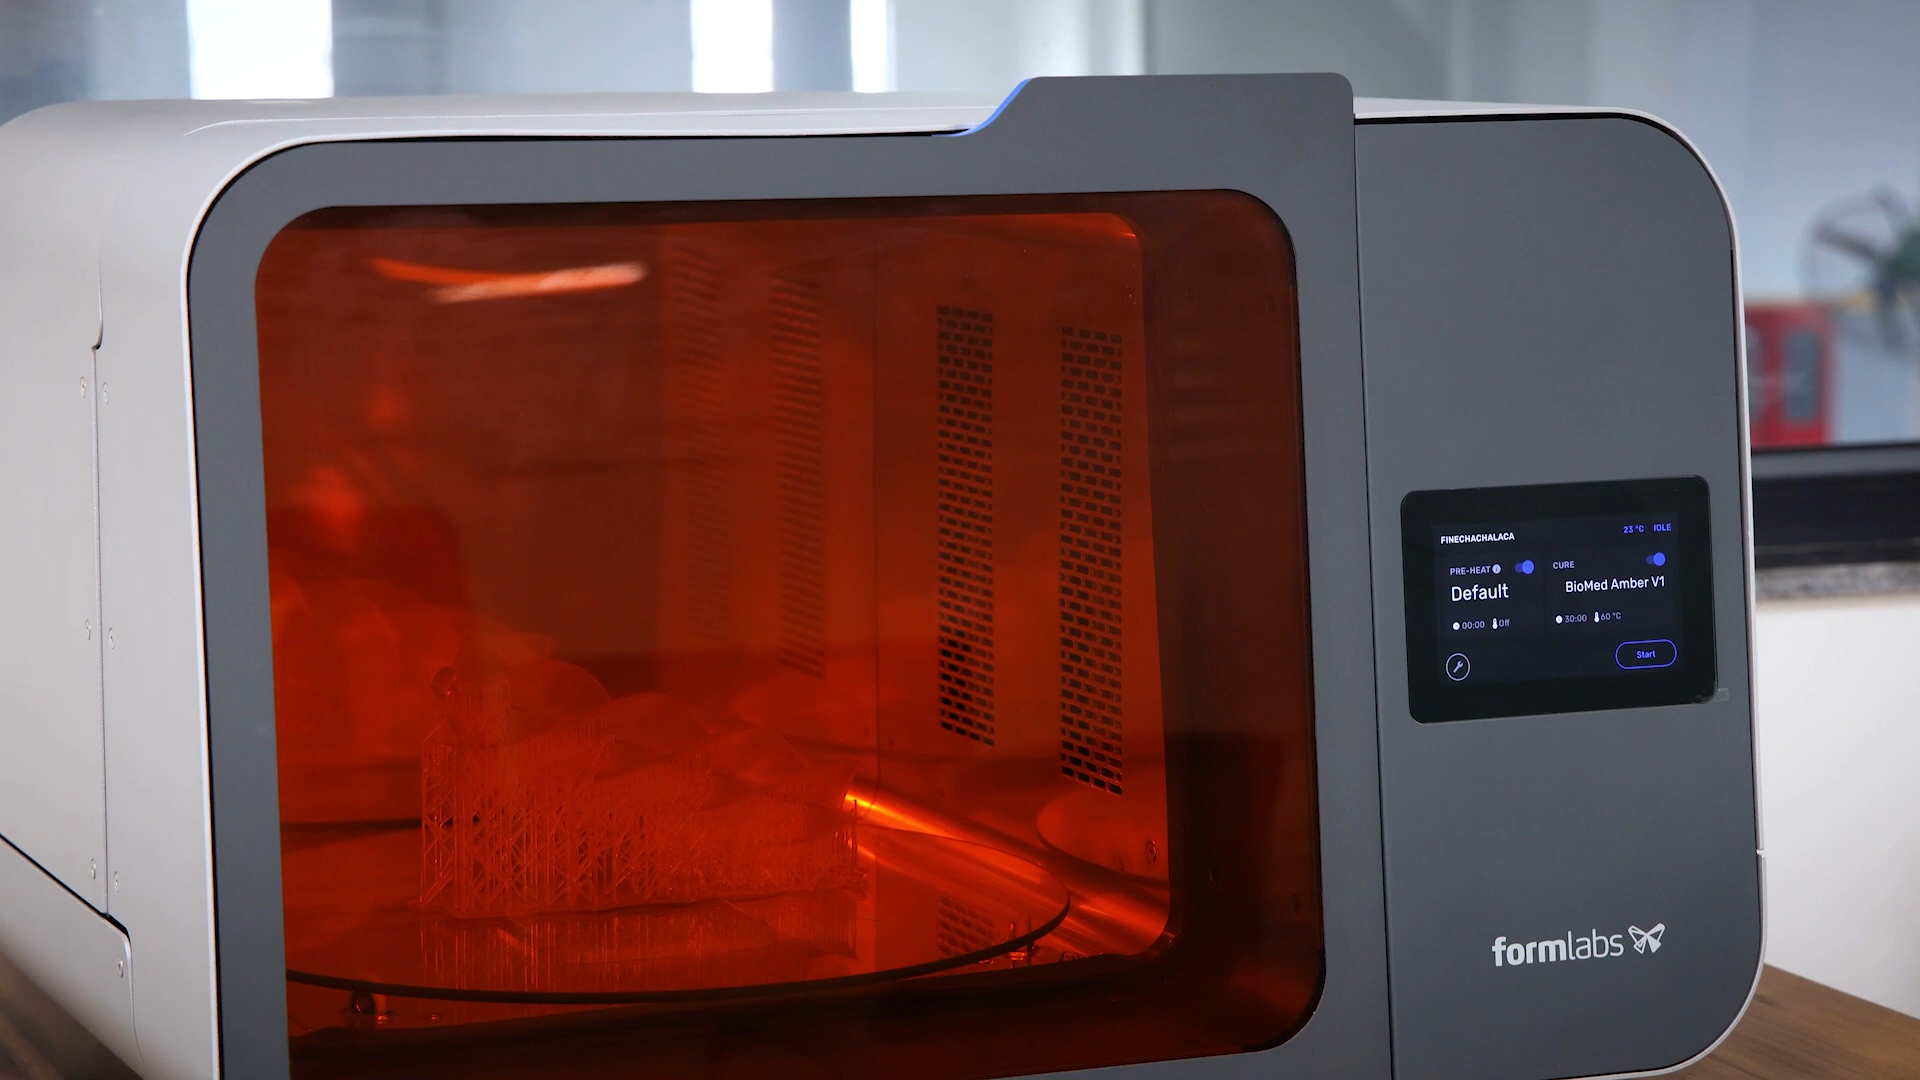 FINECHACHALACA
23 °C IDLE
PRE-HEAT
Default
00:00 Off
CURE
BioMed Amber V1
30:00 60 °C
Start
formlabs